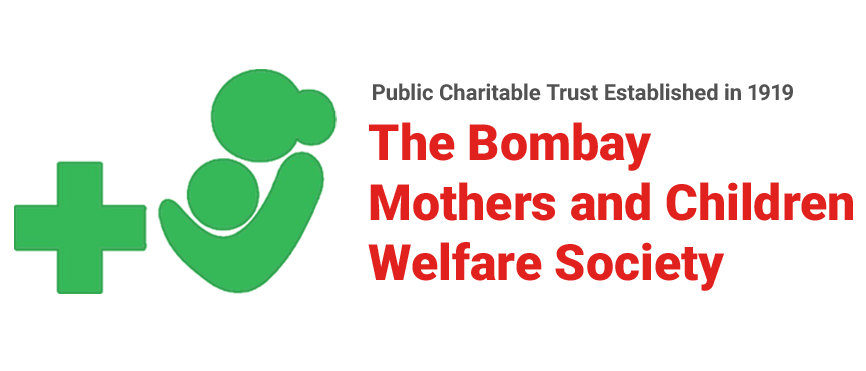 Public Charitable Trust Established in 1919
The Bombay
Mothers and Children
Welfare Society